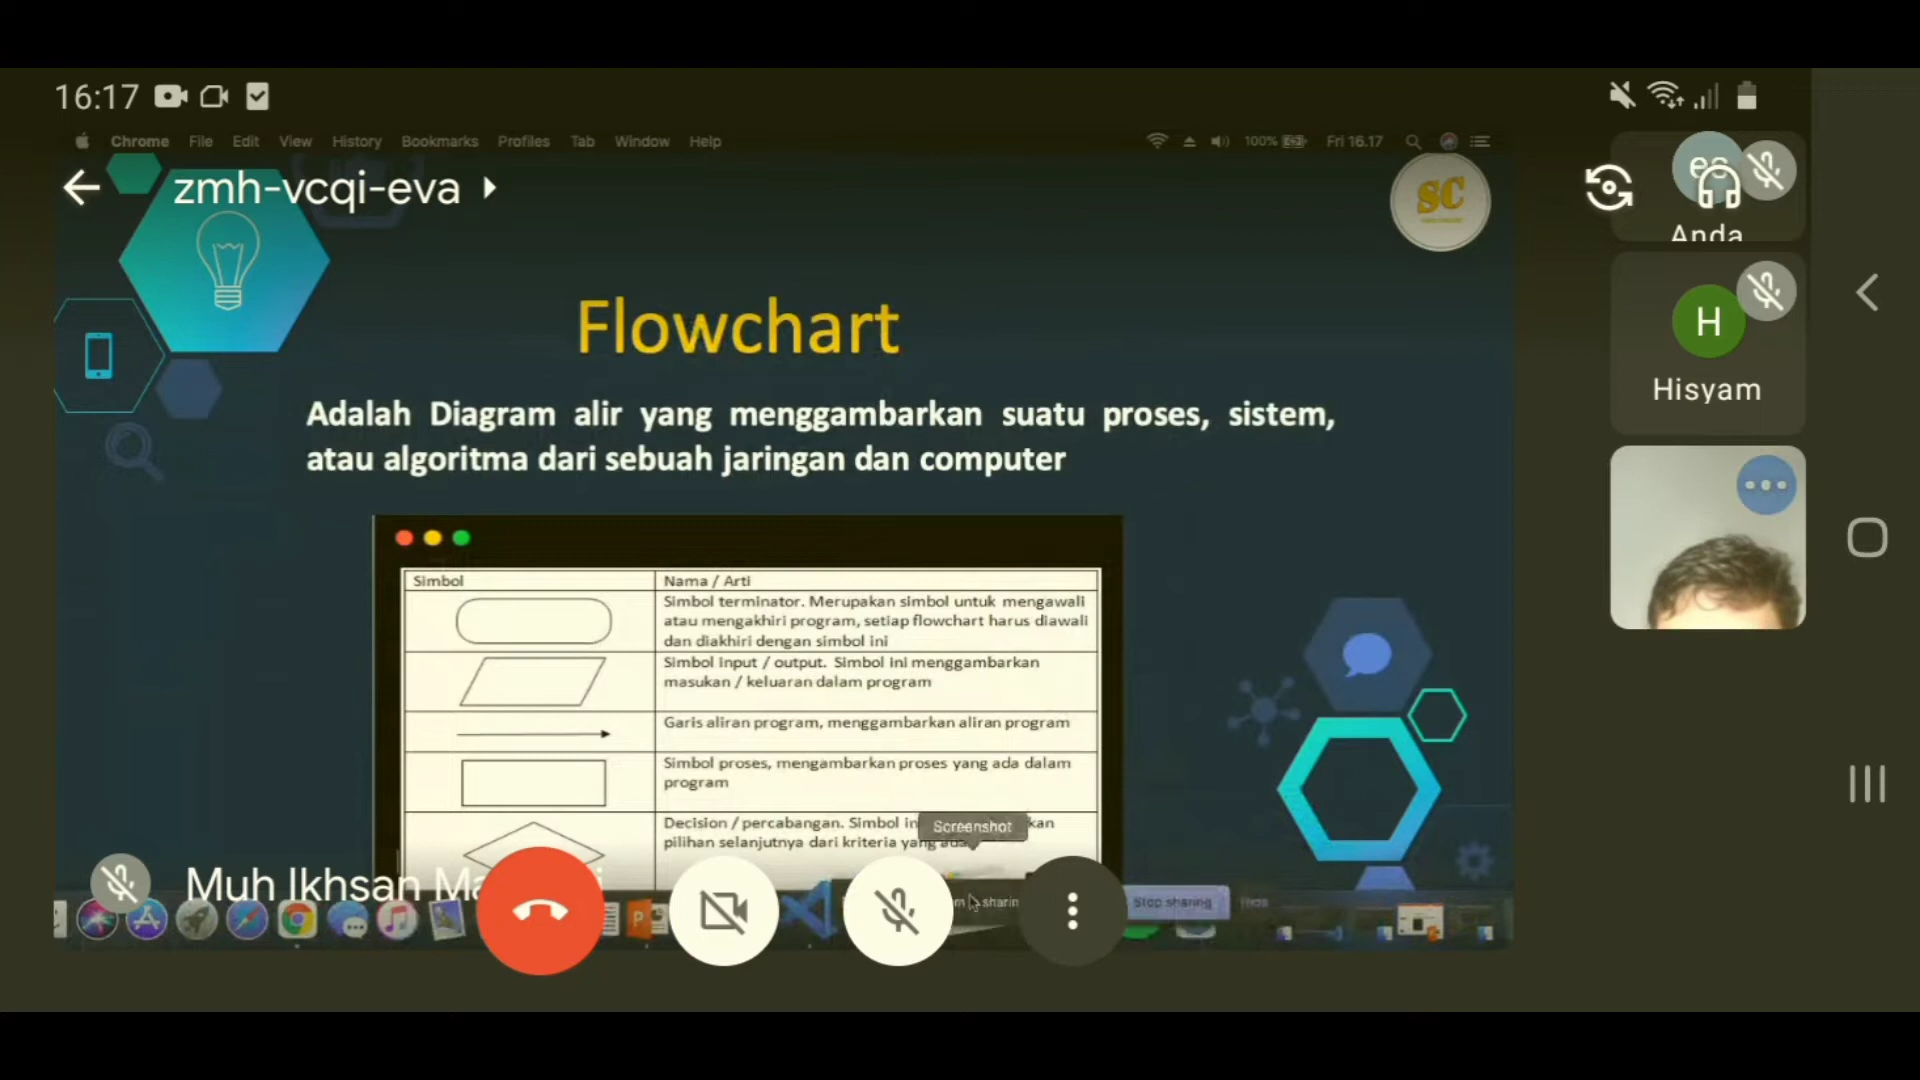 16:17
Chrome File Edit View History Bookmarks Profiles Tab Window Help
100% Fri 16.17
zmh-vcqi-eva
SC
es
Anda
H
Hisyam
Flowchart
Adalah Diagram alir yang menggambarkan suatu proses, sistem,
atau algoritma dari sebuah jaringan dan computer
Simbol
Nama / Arti
Simbol terminator. Merupakan simbol untuk mengawali
atau mengakhiri program, setiap flowchart harus diawali
dan diakhiri dengan simbol ini
Simbol input / output. Simbol ini menggambarkan
masukan / keluaran dalam program
Garis aliran program, menggambarkan aliran program
Simbol proses, mengambarkan proses yang ada dalam
program
Decision / percabangan. Simbol in kan
pilihan selanjutnya dari kriteria yang ada
Screenshot
Muh Ikhsan
Stop sharing